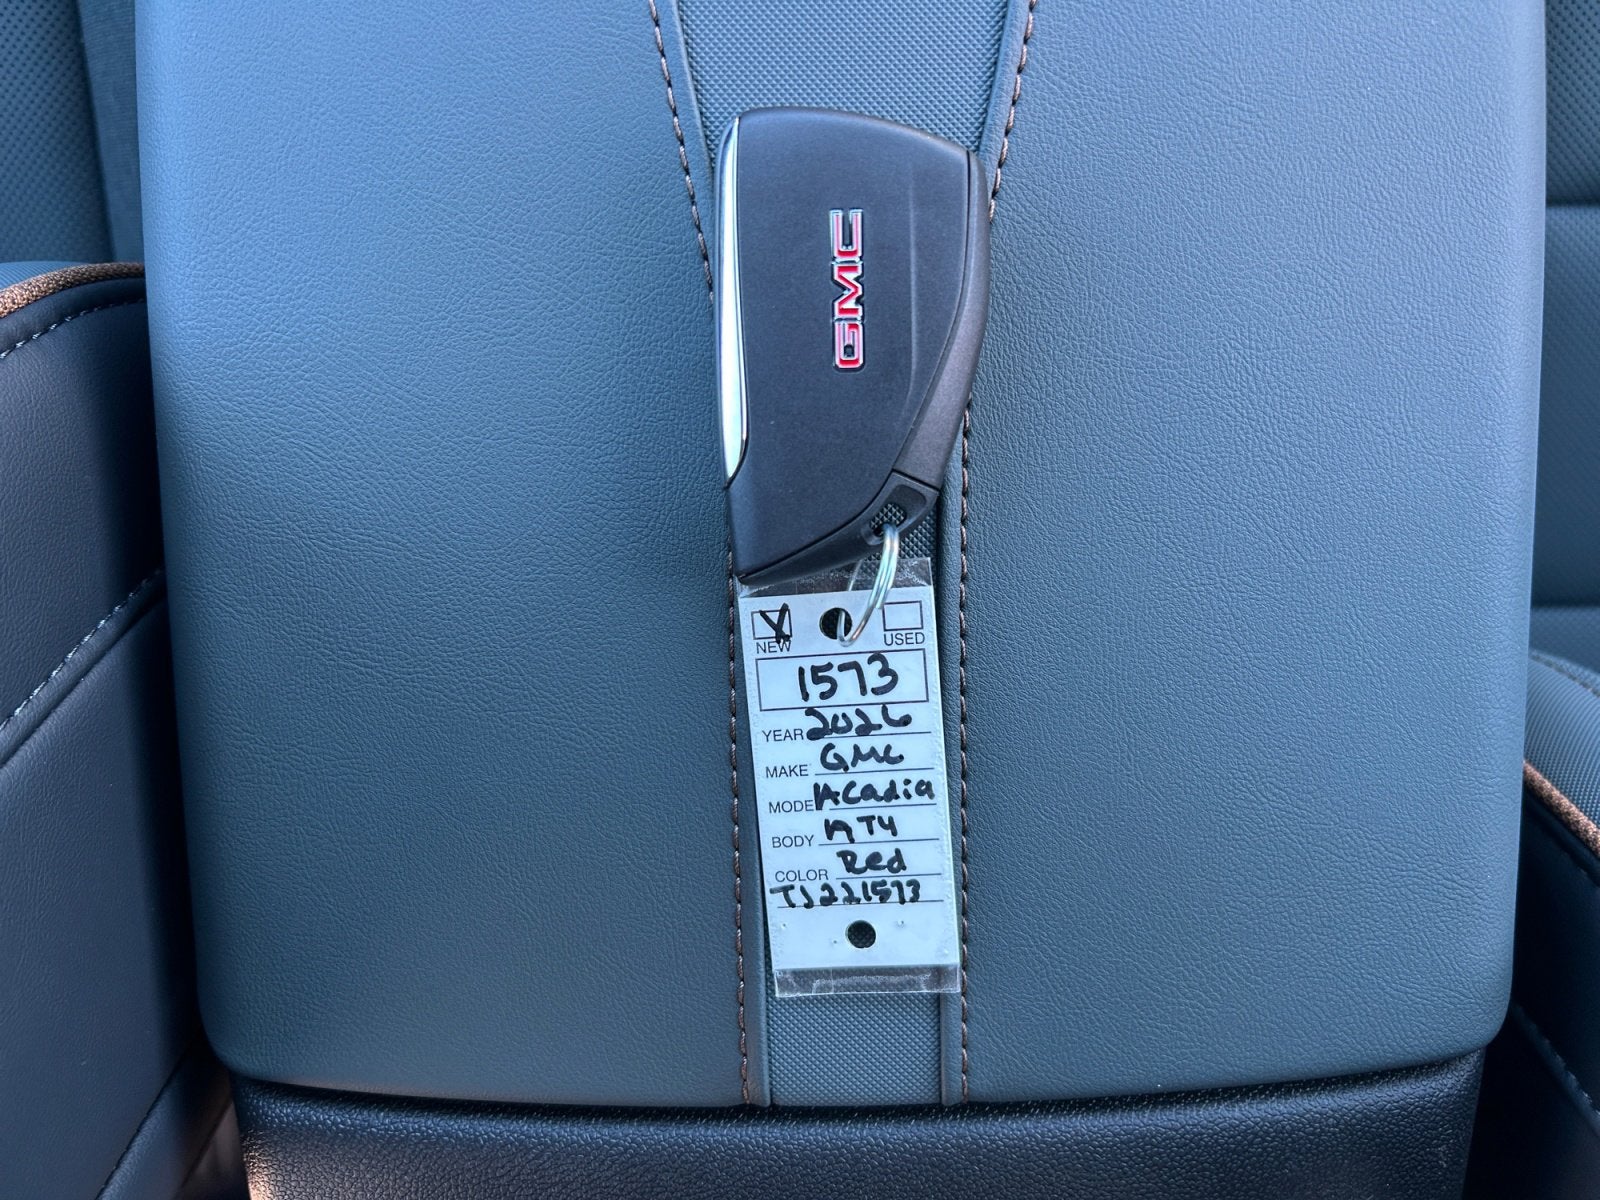 GMC
X
NEW USED
1573
YEAR 2026
MAKE GMC
MODEL Acadia
BODY AT4
COLOR Red
TJ221573